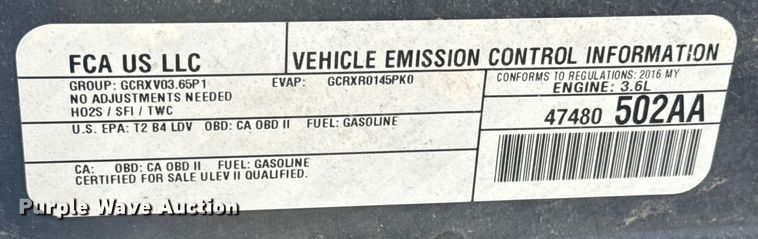 FCA US LLC
VEHICLE EMISSION CONTROL INFORMATION
GROUP: GCRXV03.65P1 EVAP: GCRXR0145PK0
NO ADJUSTMENTS NEEDED
HO2S / SFI / TWC
CONFORMS TO REGULATIONS: 2016 MY
ENGINE: 3.6L
U.S. EPA: T2 B4 LDV OBD: CA OBD II FUEL: GASOLINE
47480 502AA
CA: OBD: CA OBD II FUEL: GASOLINE
CERTIFIED FOR SALE ULEV II QUALIFIED.
Purple Wave Auction